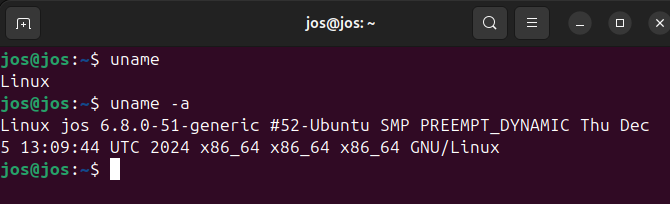 jos@jos: ~
jos@jos:~$ uname
Linux
jos@jos:~$ uname -a
Linux jos 6.8.0-51-generic #52-Ubuntu SMP PREEMPT_DYNAMIC Thu Dec
5 13:09:44 UTC 2024 x86_64 x86_64 x86_64 GNU/Linux
jos@jos:~$